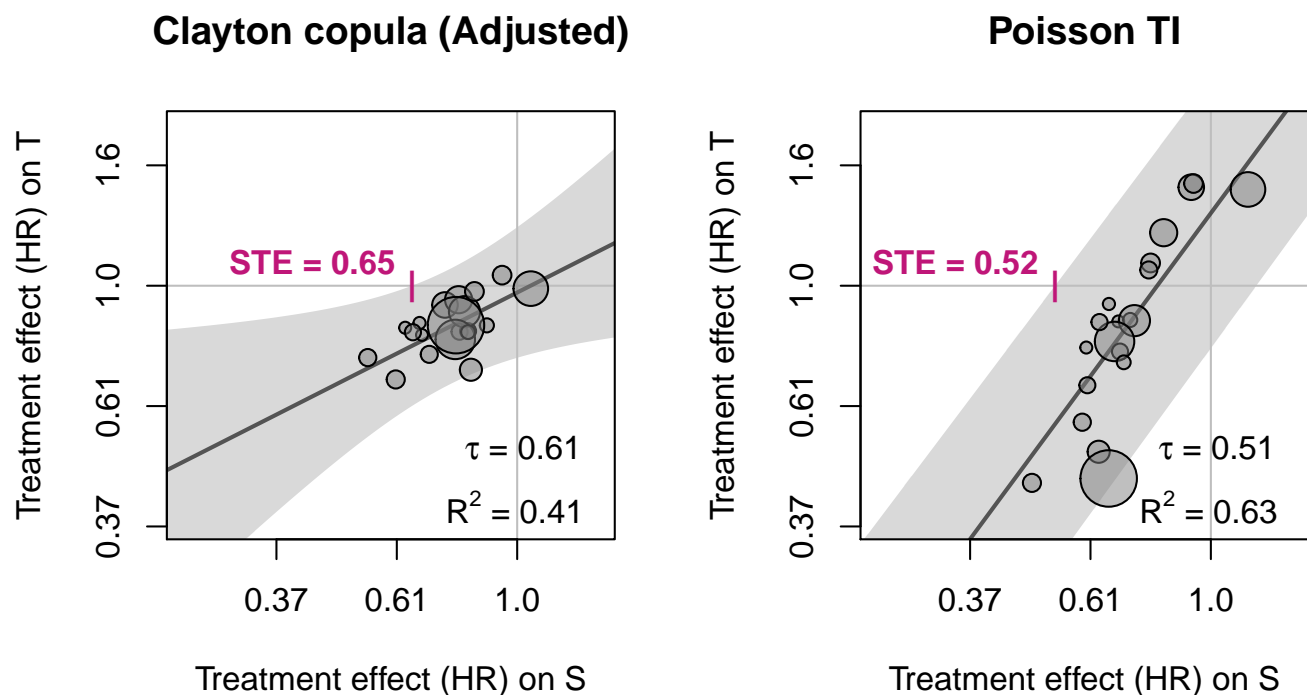 Clayton copula (Adjusted)
Treatment effect (HR) on T
1.6
1.0
0.61
0.37
STE = 0.65
τ = 0.61
R² = 0.41
0.37
0.61
1.0
Treatment effect (HR) on S
Poisson TI
Treatment effect (HR) on T
1.6
1.0
0.61
0.37
STE = 0.52
τ = 0.51
R² = 0.63
0.37
0.61
1.0
Treatment effect (HR) on S